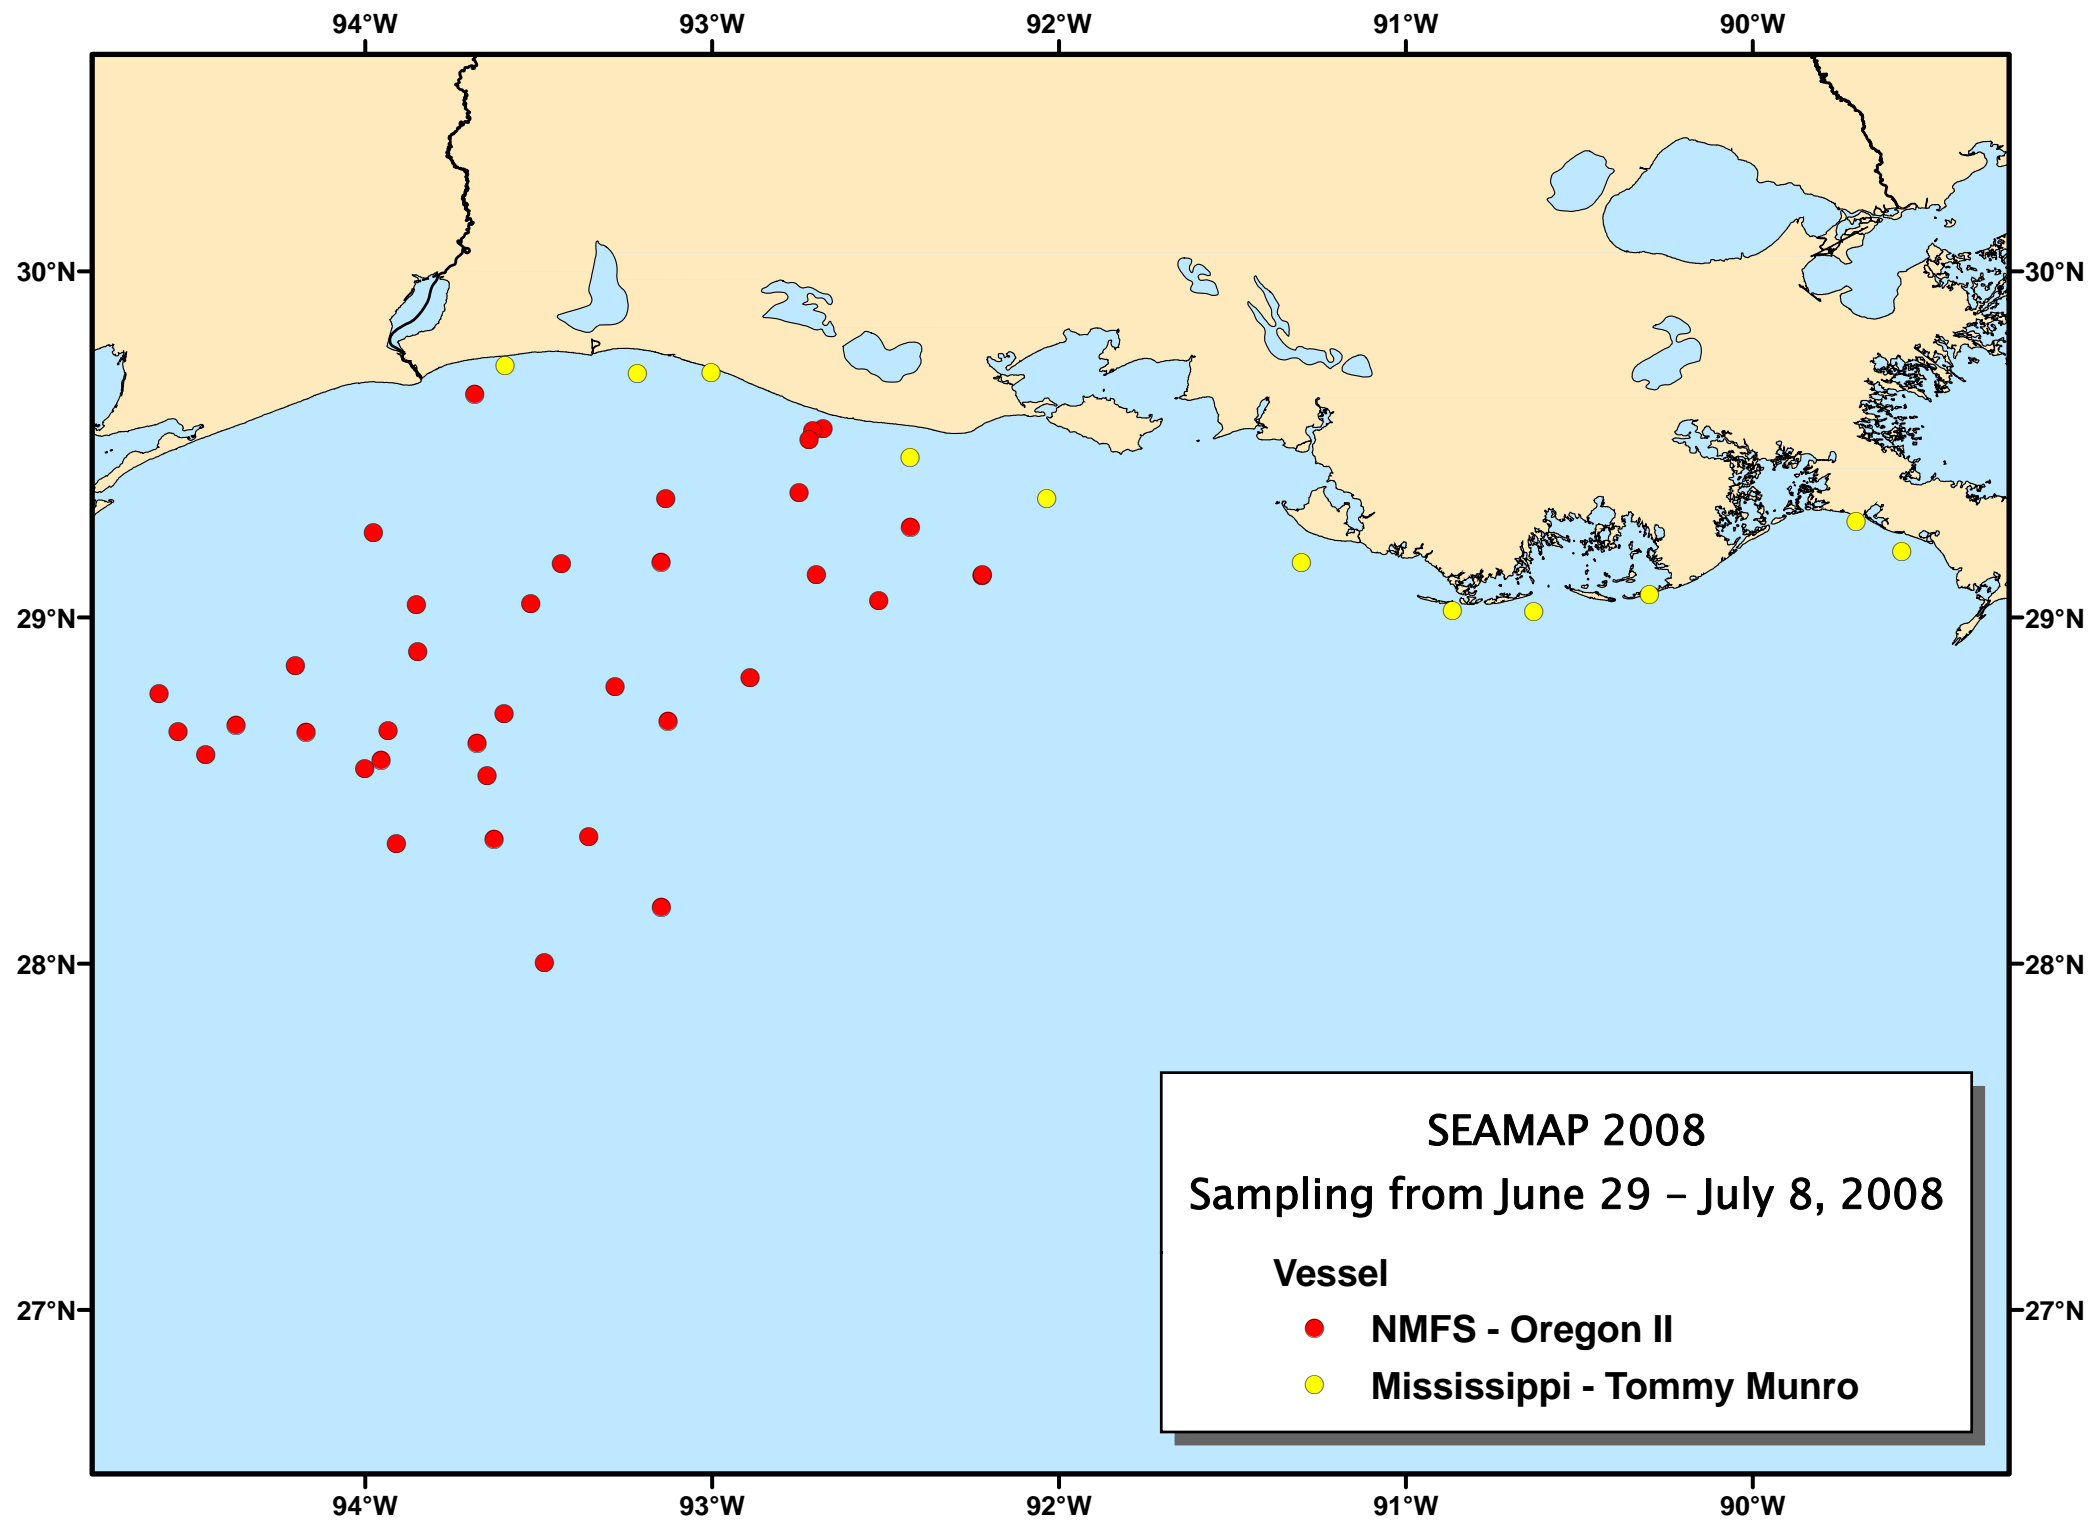 94°W 93°W 92°W 91°W 90°W
30°N 30°N
29°N 29°N
28°N 28°N
27°N 27°N
SEAMAP 2008
Sampling from June 29 – July 8, 2008
Vessel
NMFS - Oregon II
Mississippi - Tommy Munro
94°W 93°W 92°W 91°W 90°W